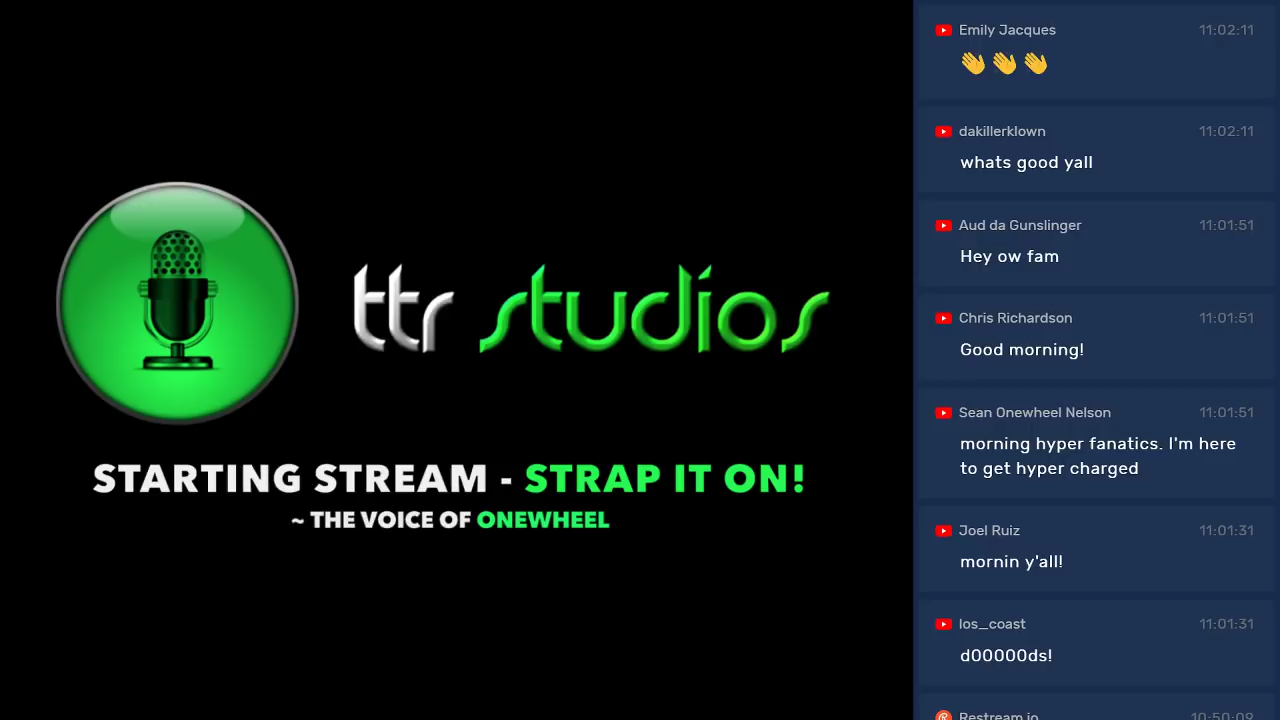 ttr studios
STARTING STREAM - STRAP IT ON!
~ THE VOICE OF ONEWHEEL
Emily Jacques 11:02:11
👋 👋 👋
dakillerklown 11:02:11
whats good yall
Aud da Gunslinger 11:01:51
Hey ow fam
Chris Richardson 11:01:51
Good morning!
Sean Onewheel Nelson 11:01:51
morning hyper fanatics. I'm here
to get hyper charged
Joel Ruiz 11:01:31
mornin y'all!
los_coast 11:01:31
d00000ds!
Restream.io 10:50:09